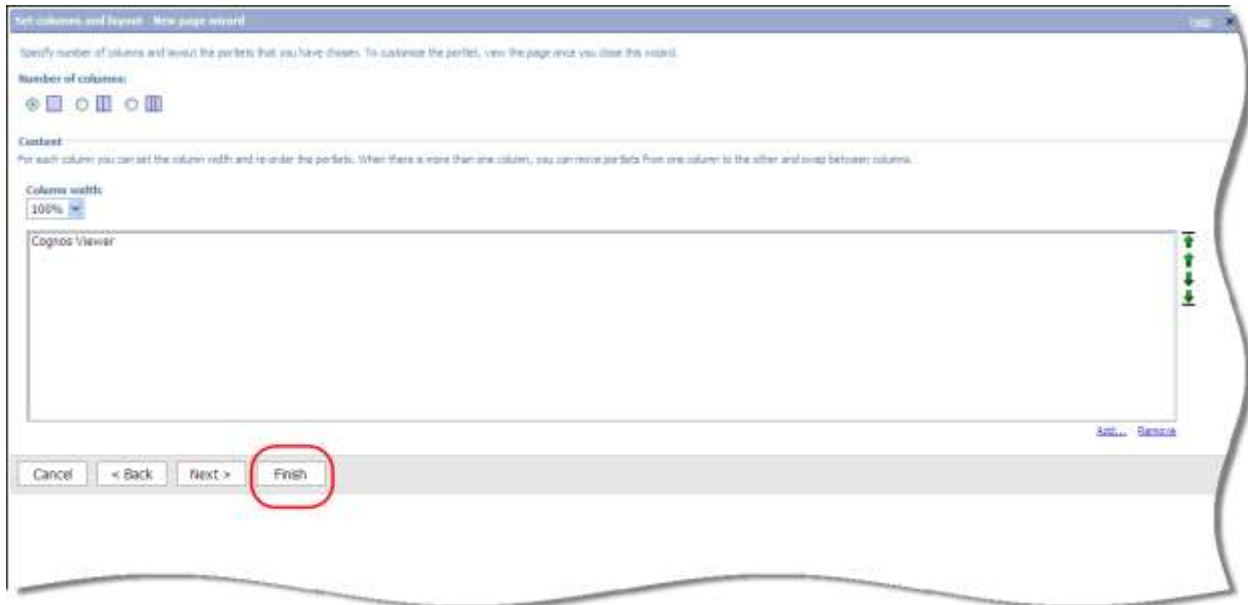 Set columns and layout - New page wizard
Help
Specify number of columns and layout the portlets that you have chosen. To customize the portlet, view the page once you close this wizard.
Number of columns:
Content
For each column you can set the column width and re-order the portlets. When there is more than one column, you can move portlets from one column to the other and swap between columns.
Column width:
100%
Cognos Viewer
Add... Remove
Cancel < Back Next > Finish